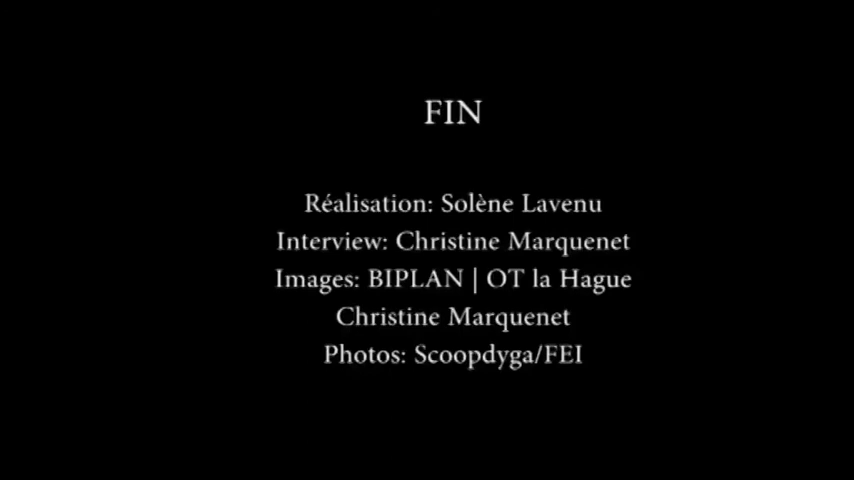 FIN
Réalisation: Solène Lavenu
Interview: Christine Marquenet
Images: BIPLAN | OT la Hague
Christine Marquenet
Photos: Scoopdyga/FEI